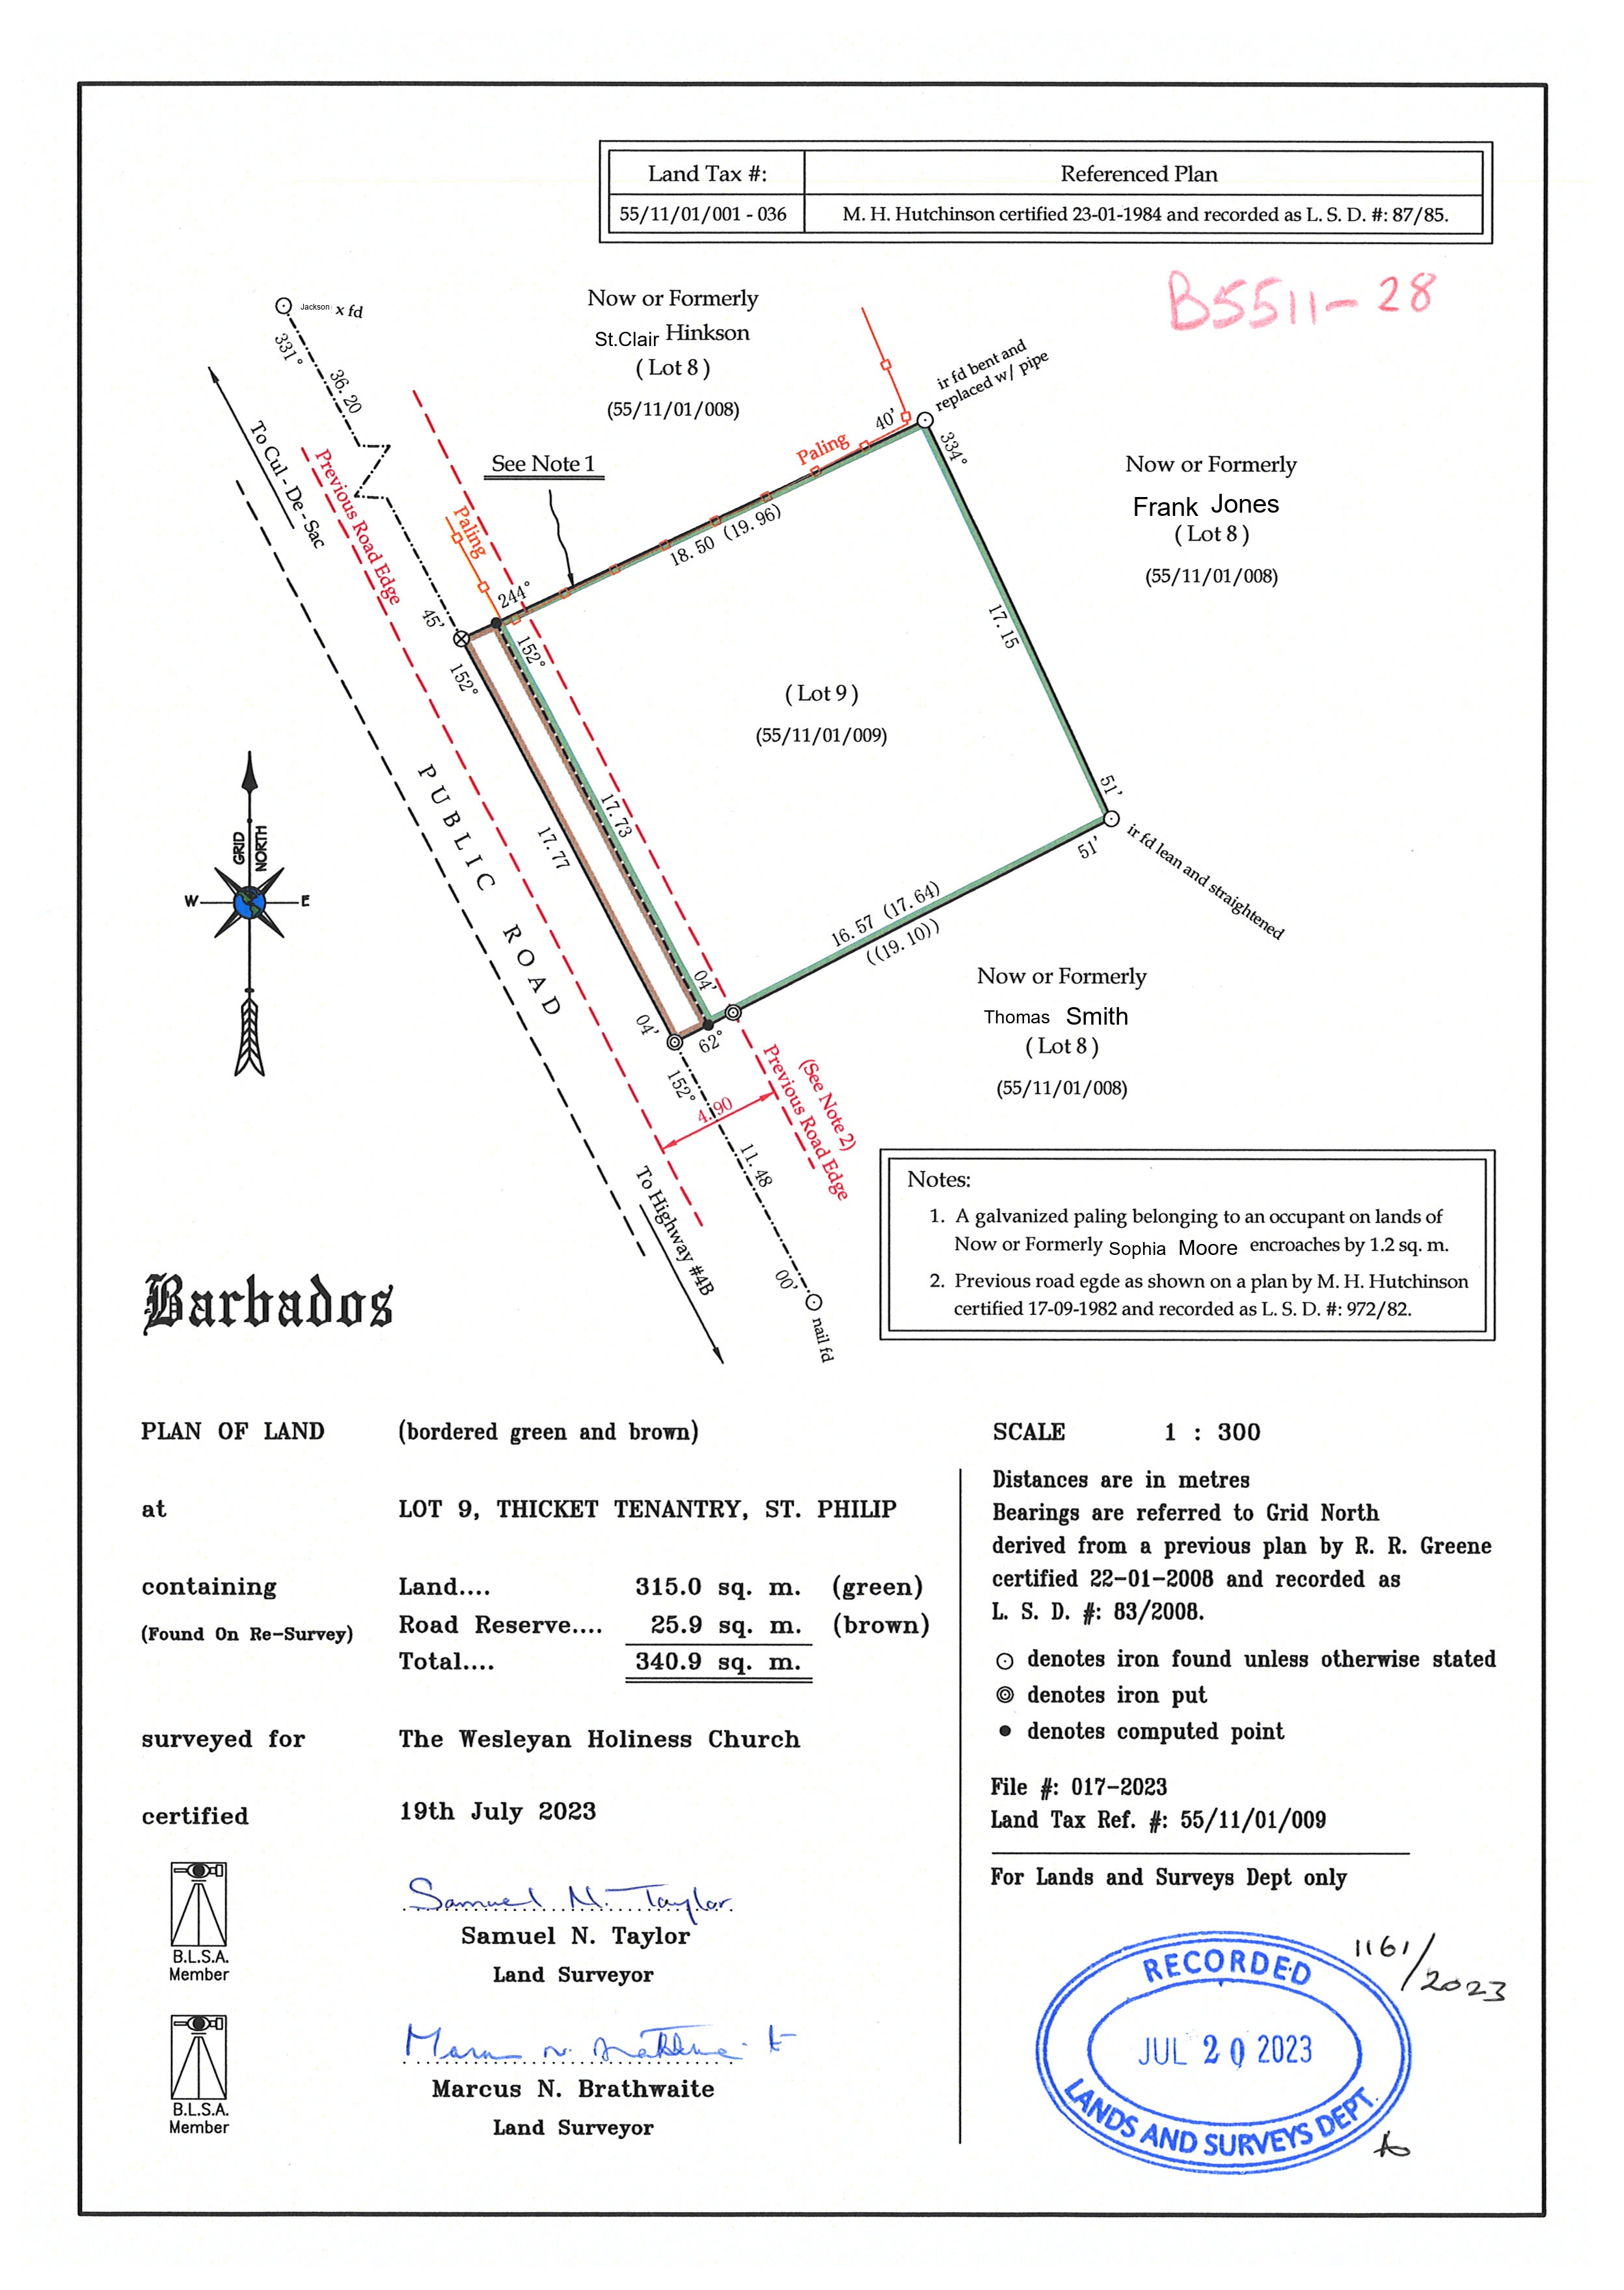 Land Tax #:
Referenced Plan
55/11/01/001 - 036
M. H. Hutchinson certified 23-01-1984 and recorded as L. S. D. #: 87/85.
B5511-28
Jackson x fd
331°
36.20
To Cul - De - Sac
Previous Road Edge
Now or Formerly
St.Clair Hinkson
( Lot 8 )
(55/11/01/008)
See Note 1
Paling
Paling
40'
ir fd bent and
replaced w/ pipe
334°
18.50 (19.96)
Now or Formerly
Frank Jones
( Lot 8 )
(55/11/01/008)
244°
45'
152°
152°
17.15
( Lot 9 )
(55/11/01/009)
PUBLIC ROAD
17.77
17.73
51'
51'
ir fd lean and straightened
GRID
NORTH
W
E
16.57 (17.64)
((19.10))
04'
04'
62°
152°
Now or Formerly
Thomas Smith
( Lot 8 )
(55/11/01/008)
4.90
(See Note 2)
Previous Road Edge
11.48
To Highway #4B
00'
nail fd
Notes:
1. A galvanized paling belonging to an occupant on lands of
Now or Formerly Sophia Moore encroaches by 1.2 sq. m.
2. Previous road egde as shown on a plan by M. H. Hutchinson
certified 17-09-1982 and recorded as L. S. D. #: 972/82.
Barbados
PLAN OF LAND (bordered green and brown)
at LOT 9, THICKET TENANTRY, ST. PHILIP
containing Land.... 315.0 sq. m. (green)
(Found On Re-Survey) Road Reserve.... 25.9 sq. m. (brown)
Total.... 340.9 sq. m.
surveyed for The Wesleyan Holiness Church
certified 19th July 2023
B.L.S.A.
Member
Samuel N. Taylor
Samuel N. Taylor
Land Surveyor
B.L.S.A.
Member
Marcus N. Brathwaite
Marcus N. Brathwaite
Land Surveyor
SCALE 1 : 300
Distances are in metres
Bearings are referred to Grid North
derived from a previous plan by R. R. Greene
certified 22-01-2008 and recorded as
L. S. D. #: 83/2008.
denotes iron found unless otherwise stated
denotes iron put
denotes computed point
File #: 017-2023
Land Tax Ref. #: 55/11/01/009
For Lands and Surveys Dept only
1161/2023
RECORDED
JUL 20 2023
LANDS AND SURVEYS DEPT.